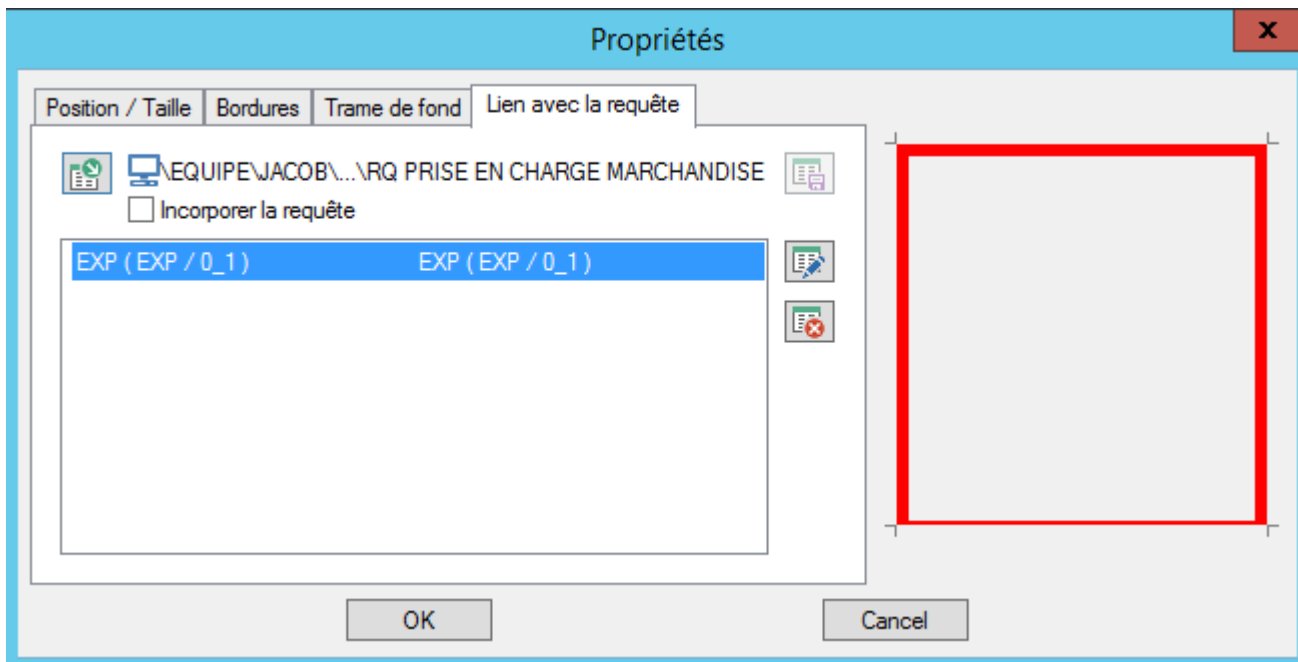 Propriétés
x
Position / Taille Bordures Trame de fond Lien avec la requête
\EQUIPE\JACOB\...\RQ PRISE EN CHARGE MARCHANDISE
Incorporer la requête
EXP ( EXP / 0_1 ) EXP ( EXP / 0_1 )
OK Cancel